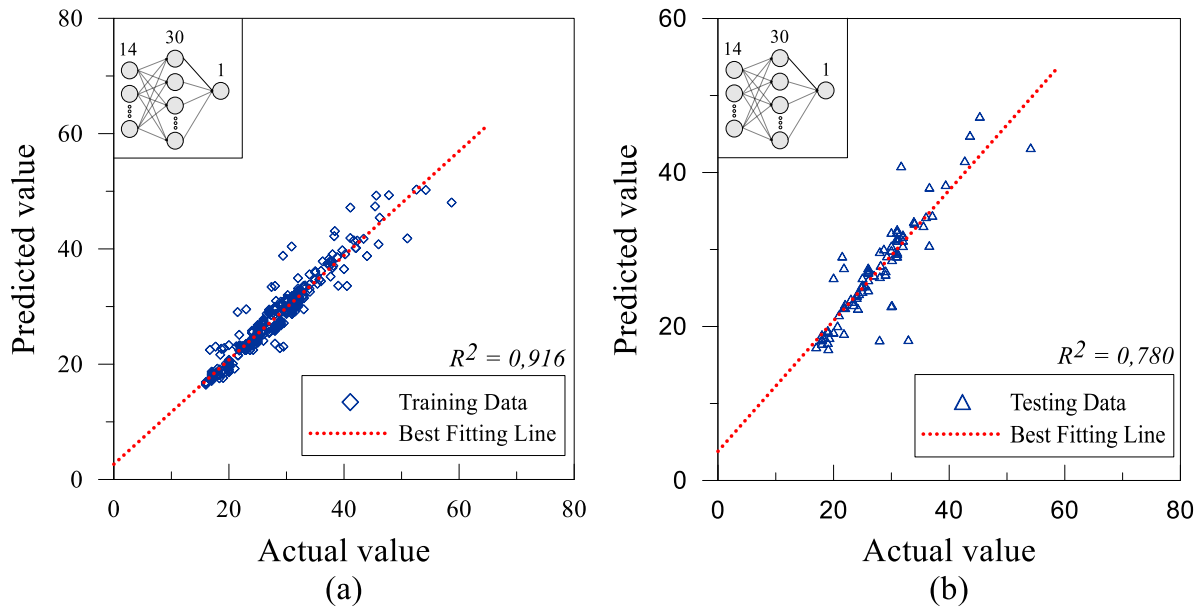 80
60
40
20
0
0
20
40
60
80
Predicted value
Actual value
14
30
1
R² = 0,916
Training Data
Best Fitting Line
(a)
60
40
20
0
0
20
40
60
80
Predicted value
Actual value
14
30
1
R² = 0,780
Testing Data
Best Fitting Line
(b)